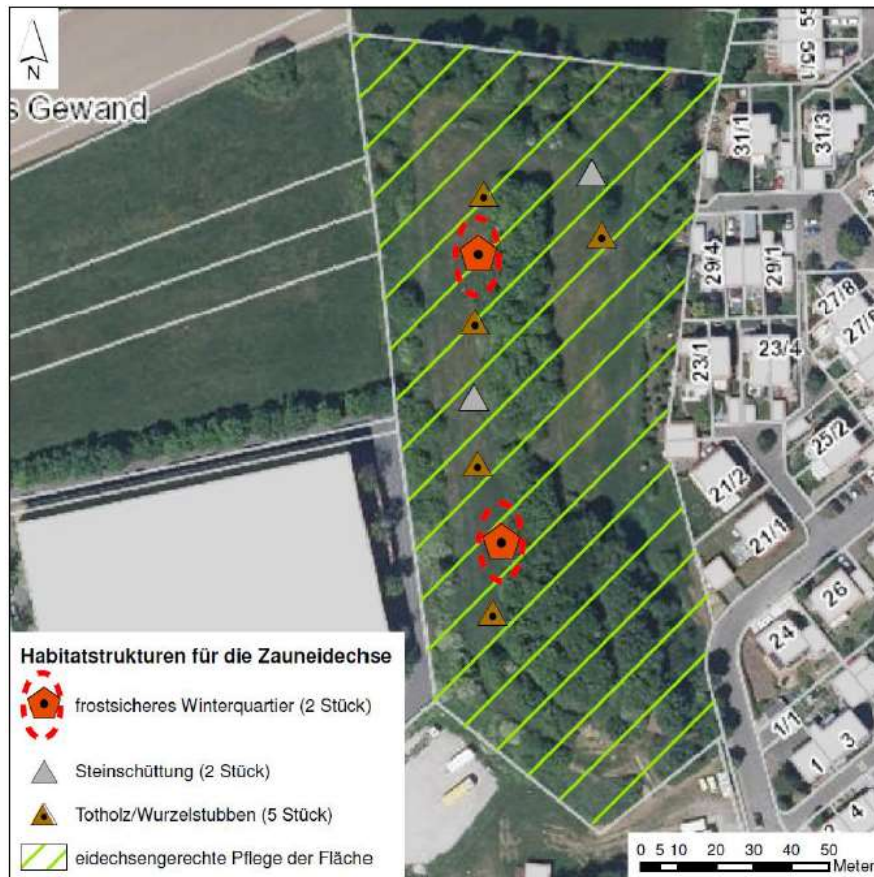 N
s Gewand
55
55/1
31/1
31/3
29/4
29/1
27/8
23/1
23/4
25/2
21/2
21/1
26
24
1/1
3
1
4
Habitatstrukturen für die Zauneidechse
frostsicheres Winterquartier (2 Stück)
Steinschüttung (2 Stück)
Totholz/Wurzelstubben (5 Stück)
eidechsengerechte Pflege der Fläche
0 5 10 20 30 40 50
Meter